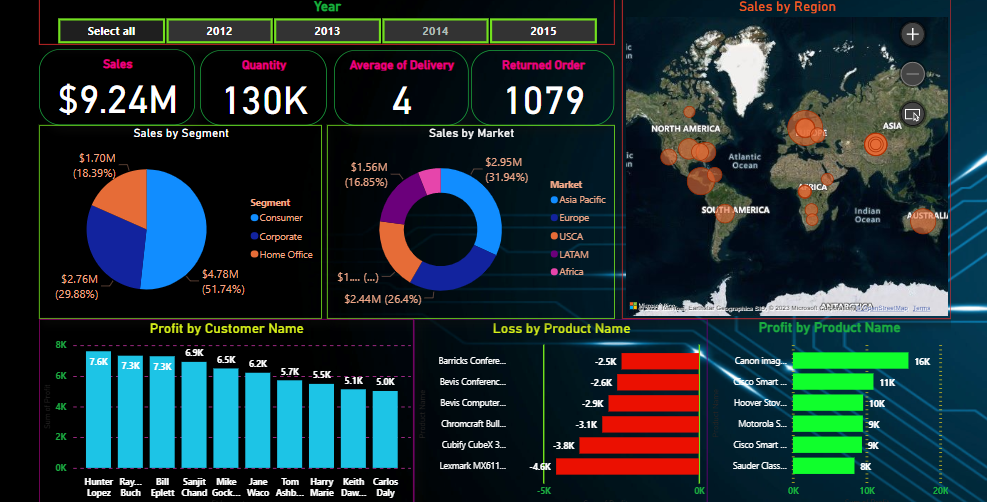 Year
Select all
2012
2013
2014
2015
Sales
$9.24M
Quantity
130K
Average of Delivery
4
Returned Order
1079
Sales by Segment
$1.70M
(18.39%)
$2.76M
(29.88%)
$4.78M
(51.74%)
Segment
Consumer
Corporate
Home Office
Sales by Market
$1.56M
(16.85%)
$2.95M
(31.94%)
$1.... (...)
$2.44M (26.4%)
Market
Asia Pacific
Europe
USCA
LATAM
Africa
Sales by Region
NORTH AMERICA
ASIA
Atlantic
Ocean
AFRICA
SOUTH AMERICA
Indian
Ocean
AUSTRALIA
ANTARCTICA
Terms
Profit by Customer Name
8K
6K
4K
2K
0K
7.6K
7.3K
7.3K
6.9K
6.5K
6.2K
5.7K
5.5K
5.1K
5.0K
Hunter
Lopez
Ray...
Buch
Bill
Eplett
Sanjit
Chand
Mike
Gock...
Jane
Waco
Tom
Ashb...
Harry
Marie
Keith
Daw...
Carlos
Daly
Loss by Product Name
Product Name
Barricks Confere...
-2.5K
Bevis Conferenc...
-2.6K
Bevis Computer...
-2.9K
Chromcraft Bull...
-3.1K
Cubify CubeX 3...
-3.8K
Lexmark MX611...
-4.6K
-5K
0K
Profit by Product Name
Product Name
Canon imag...
16K
Cisco Smart ...
11K
Hoover Stov...
10K
Motorola S...
9K
Cisco Smart ...
9K
Sauder Class...
8K
0K
10K
20K